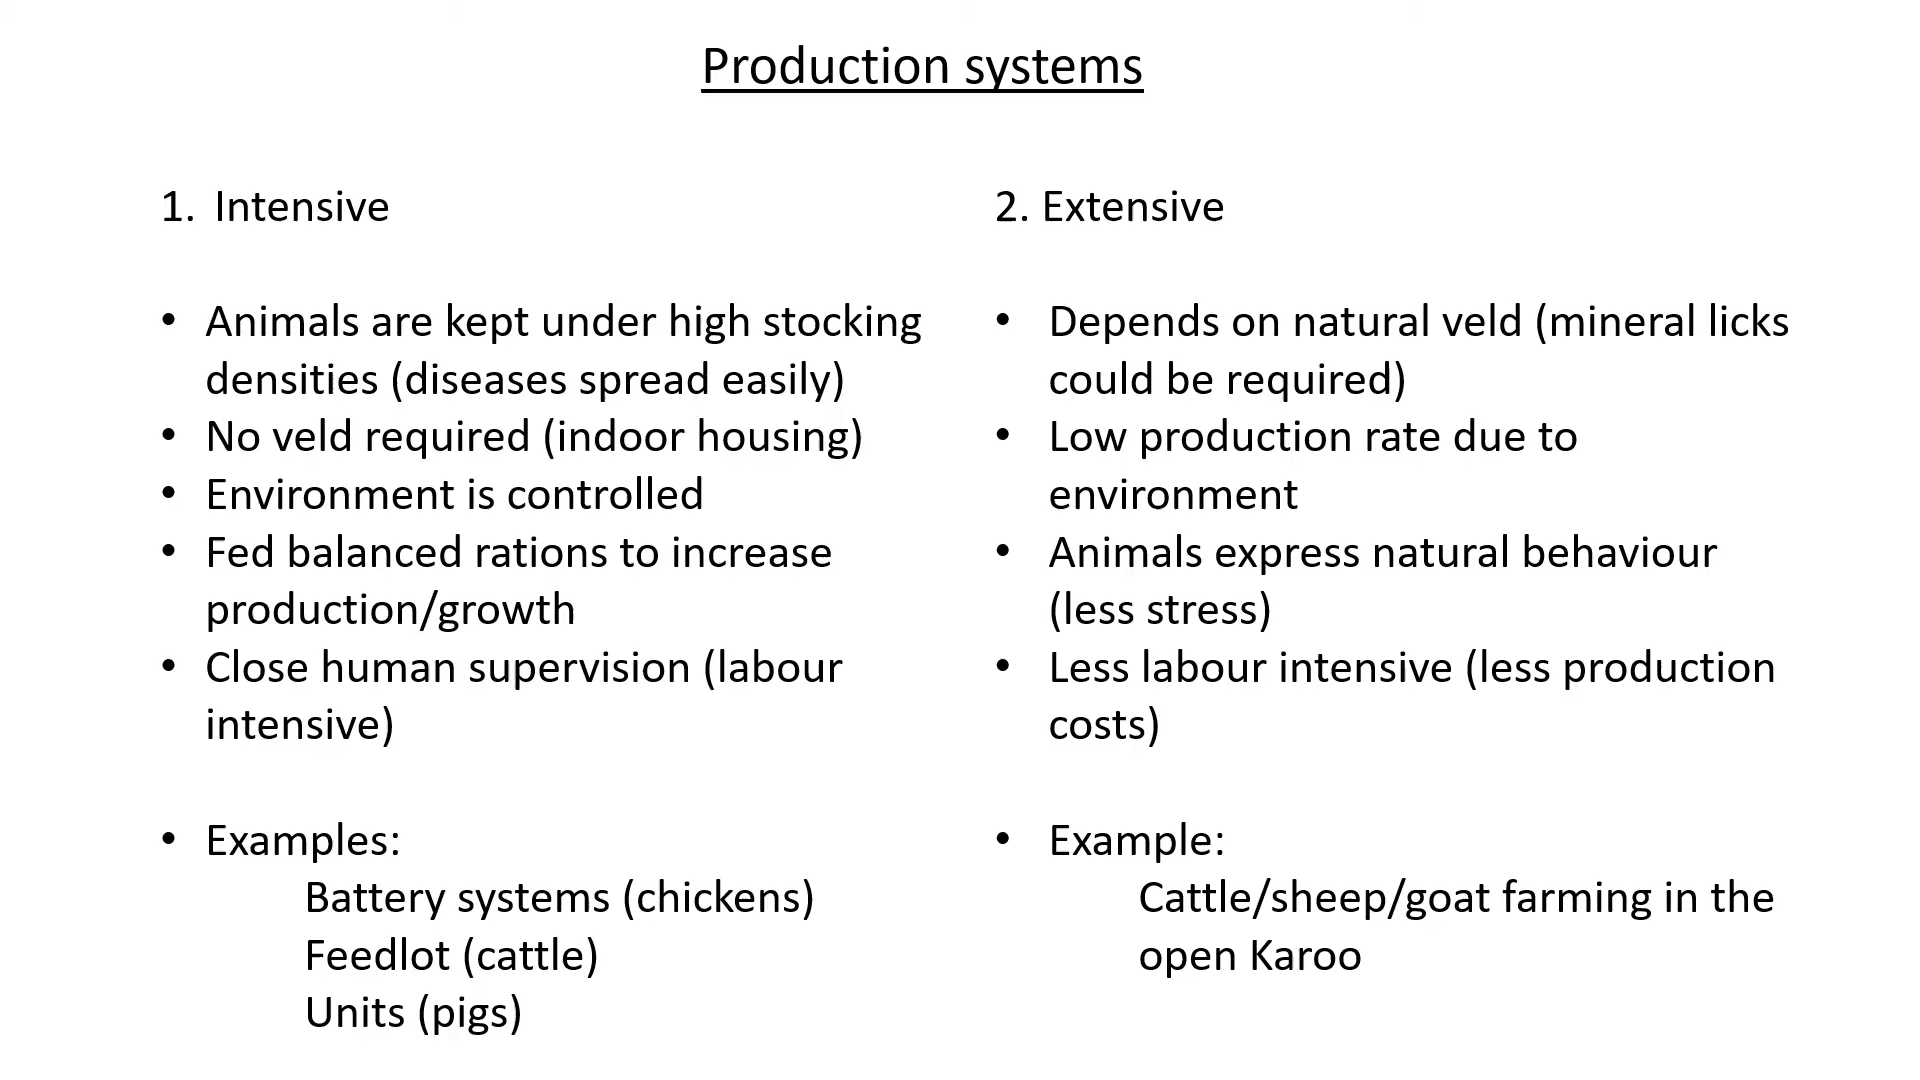 Production systems
1. Intensive
• Animals are kept under high stocking
densities (diseases spread easily)
• No veld required (indoor housing)
• Environment is controlled
• Fed balanced rations to increase
production/growth
• Close human supervision (labour
intensive)
• Examples:
Battery systems (chickens)
Feedlot (cattle)
Units (pigs)
2. Extensive
• Depends on natural veld (mineral licks
could be required)
• Low production rate due to
environment
• Animals express natural behaviour
(less stress)
• Less labour intensive (less production
costs)
• Example:
Cattle/sheep/goat farming in the
open Karoo